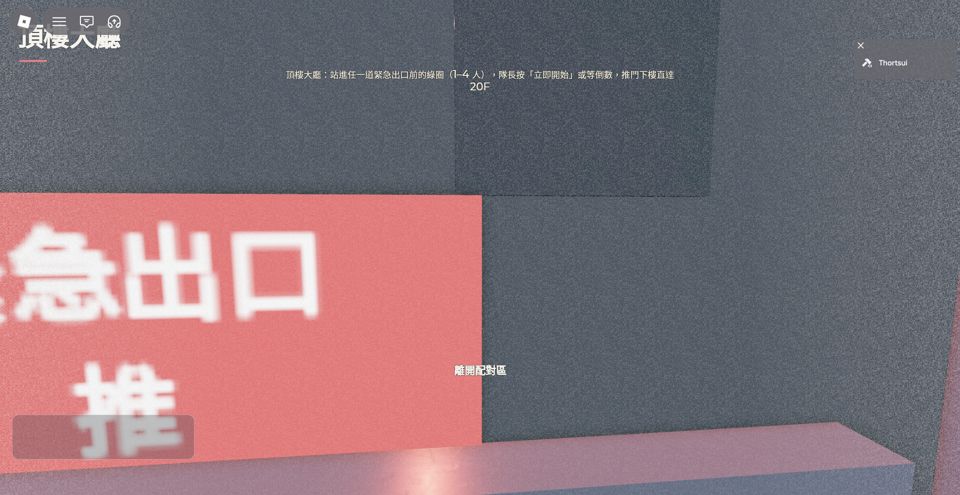 頂樓大廳
Thortsui
頂樓大廳：站進任一道緊急出口前的綠圈（1–4 人），隊長按「立即開始」或等倒數，推門下樓直達
20F
急出口
推
離開配對區